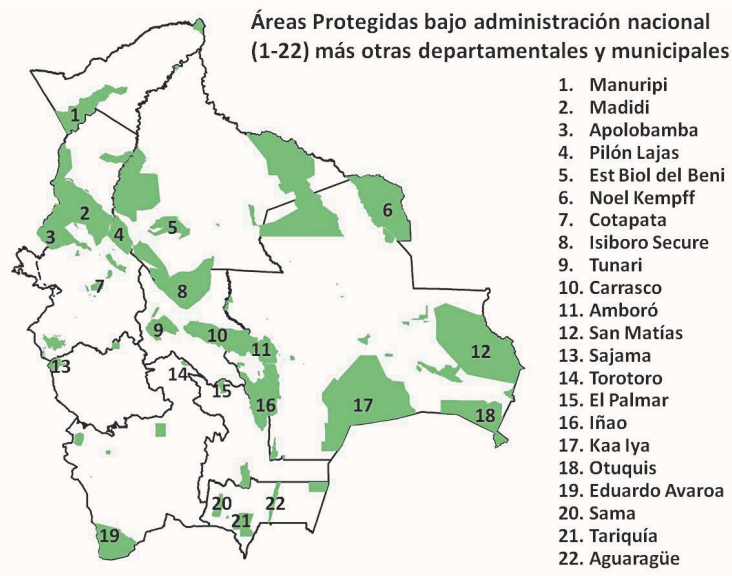 Áreas Protegidas bajo administración nacional
(1-22) más otras departamentales y municipales
1. Manuripi
2. Madidi
3. Apolobamba
4. Pilón Lajas
5. Est Biol del Beni
6. Noel Kempff
7. Cotapata
8. Isiboro Secure
9. Tunari
10. Carrasco
11. Amboró
12. San Matías
13. Sajama
14. Torotoro
15. El Palmar
16. Iñao
17. Kaa Iya
18. Otuquis
19. Eduardo Avaroa
20. Sama
21. Tariquía
22. Aguaragüe
1
2
3
4
5
6
7
8
9
10
11
12
13
14
15
16
17
18
19
20
21
22